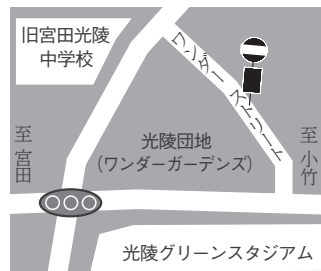 旧宮田光陵
中学校
ワンダーストリート
至宮田
光陵団地
(ワンダーガーデンズ)
至小竹
光陵グリーンスタジアム